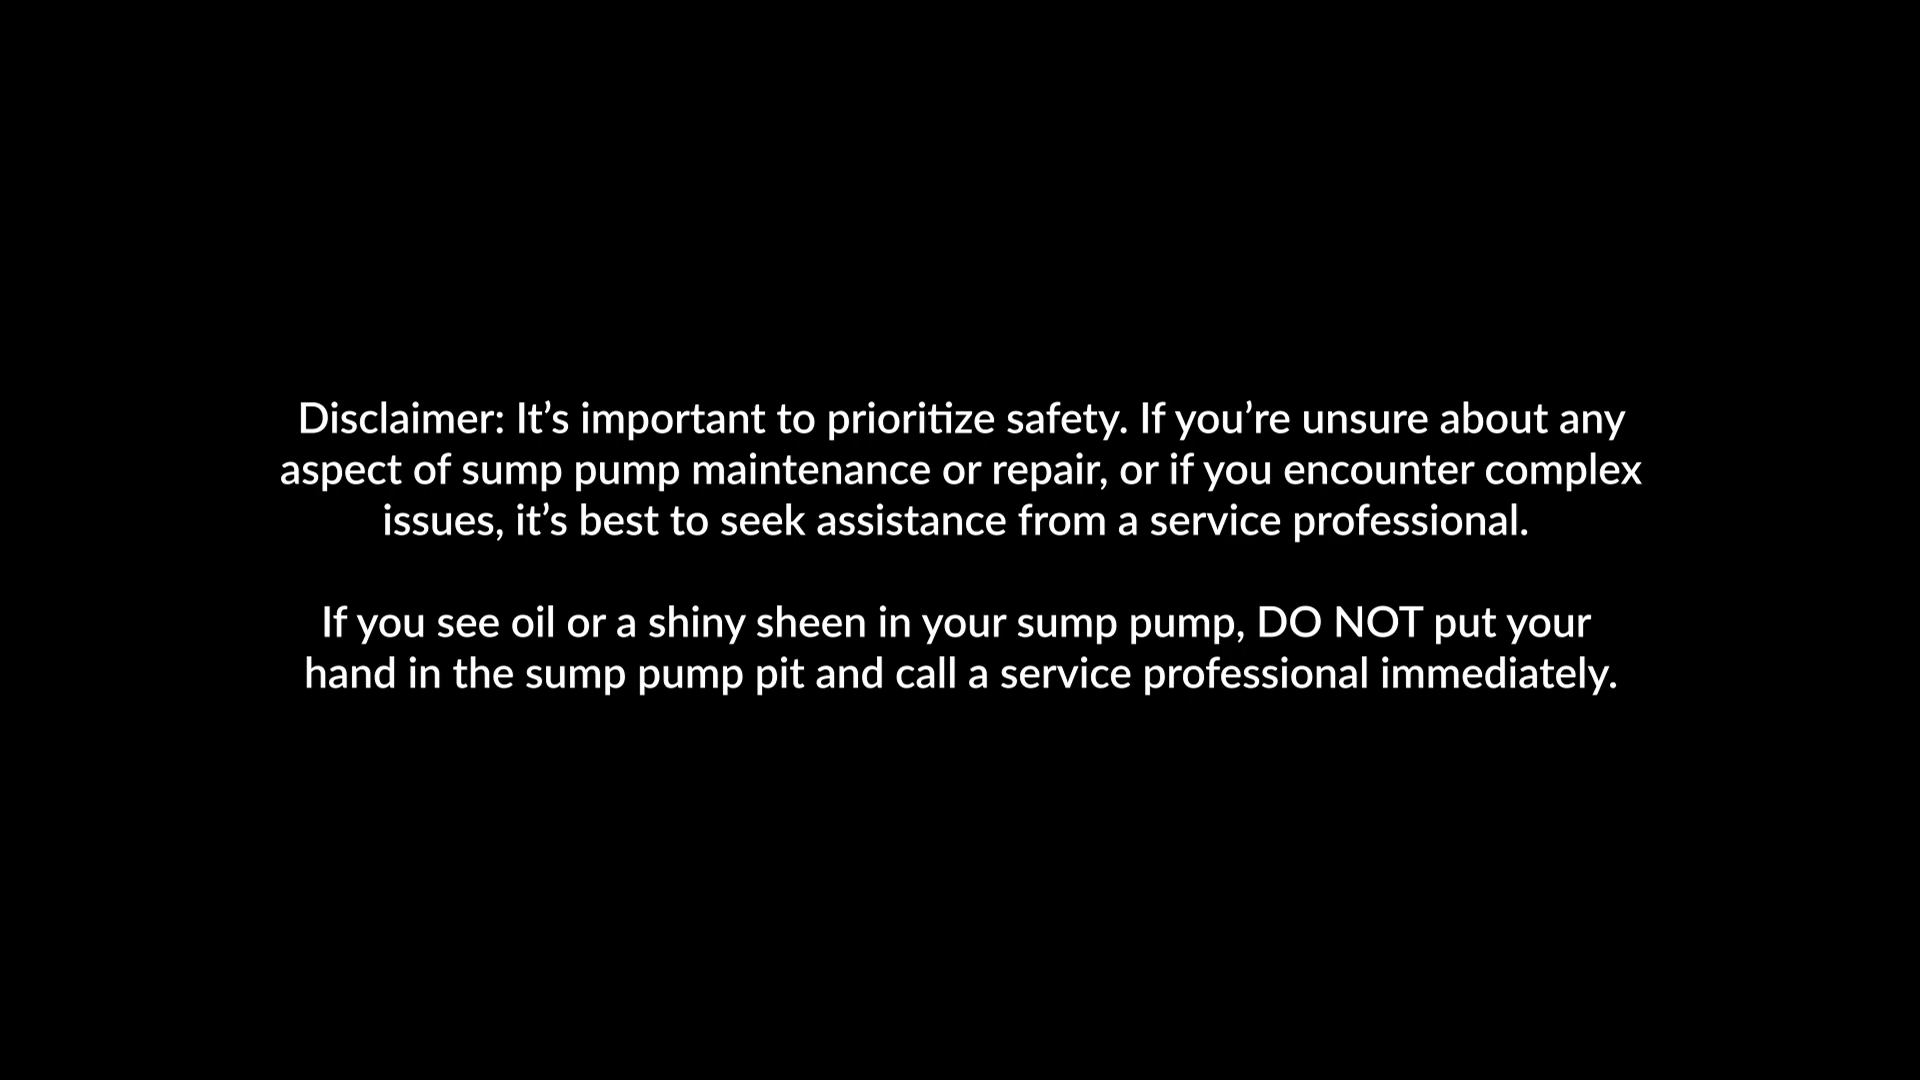 Disclaimer: It’s important to prioritize safety. If you’re unsure about any
aspect of sump pump maintenance or repair, or if you encounter complex
issues, it’s best to seek assistance from a service professional.
If you see oil or a shiny sheen in your sump pump, DO NOT put your
hand in the sump pump pit and call a service professional immediately.